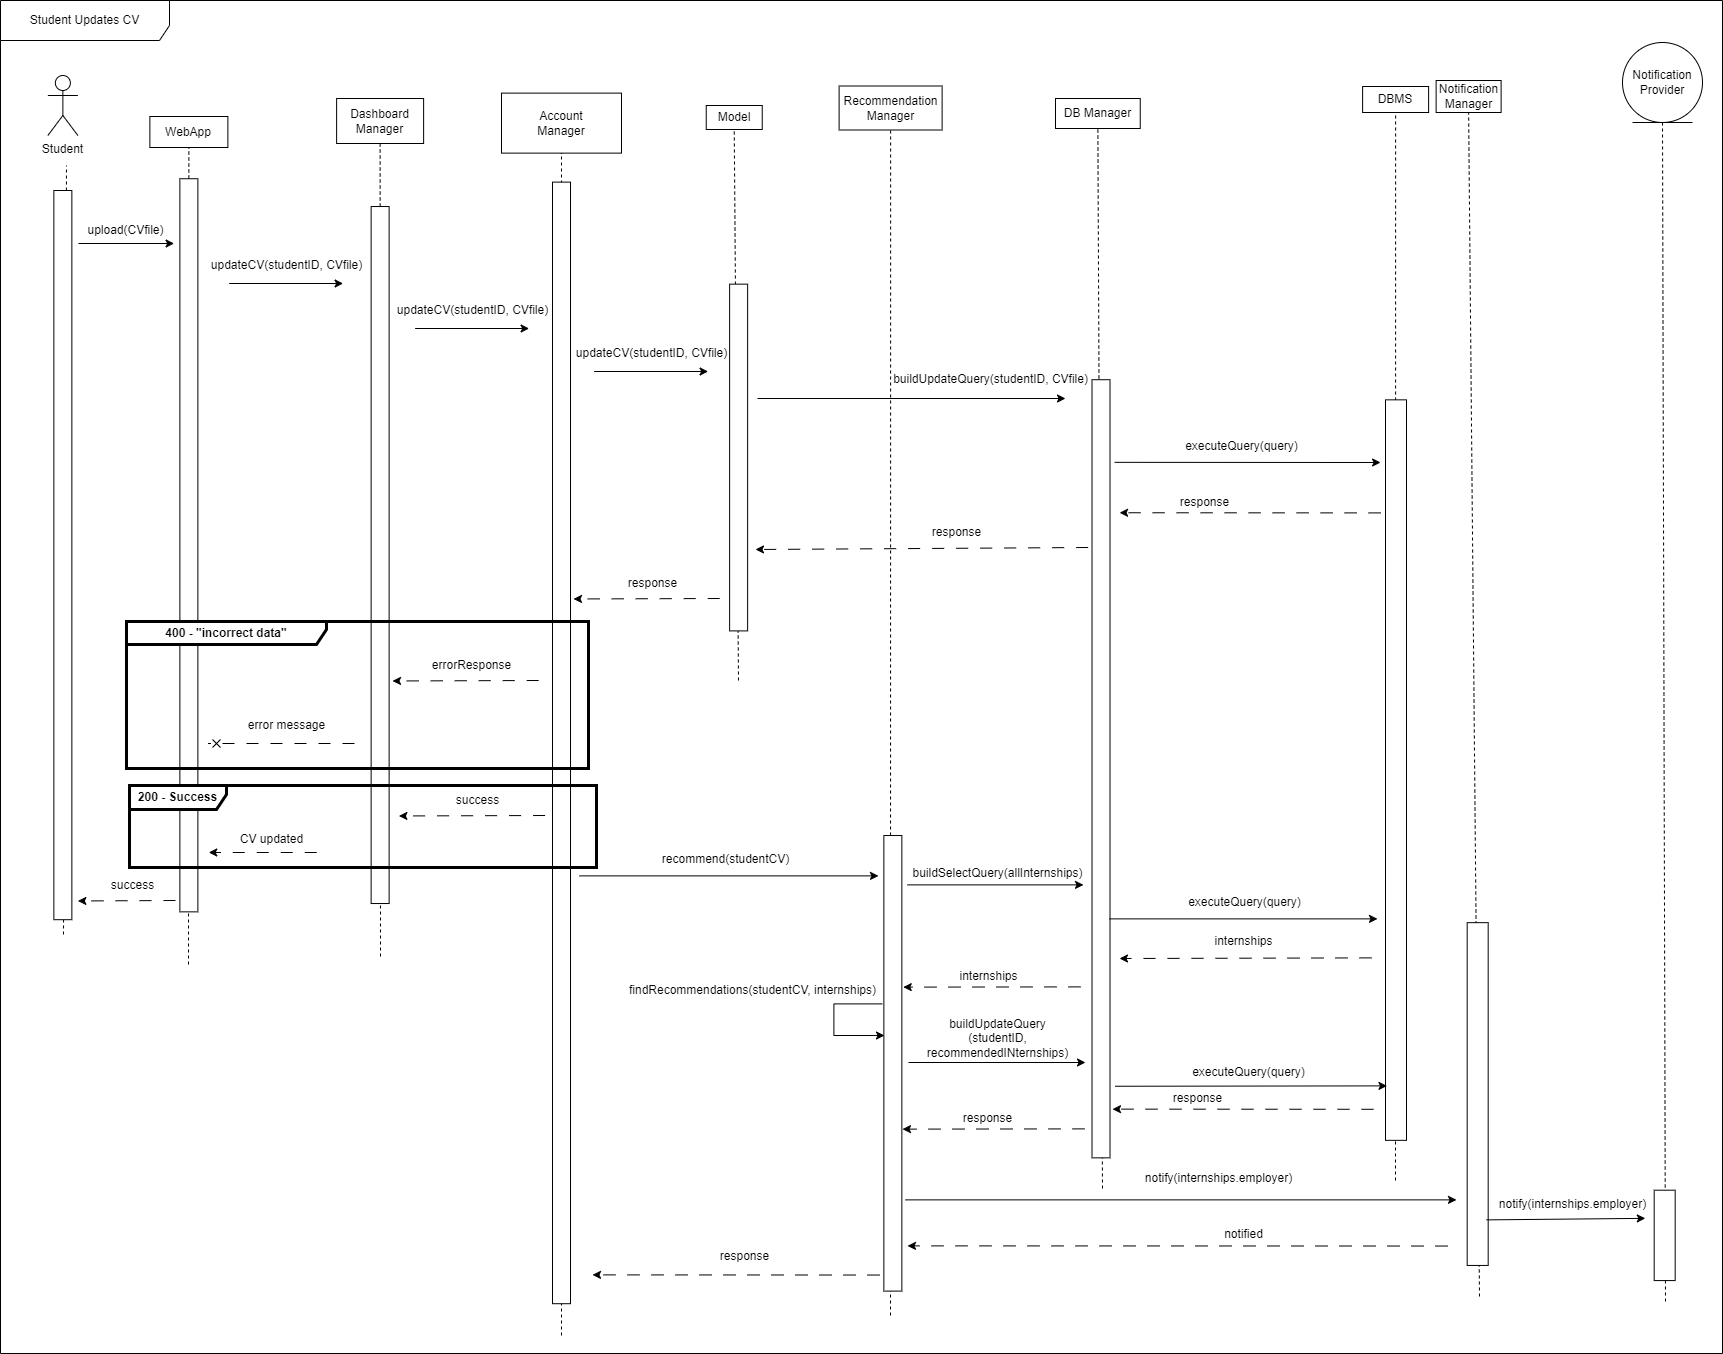 Student Updates CV
Student
WebApp
Dashboard
Manager
Account
Manager
Model
Recommendation
Manager
DB Manager
DBMS
Notification
Manager
Notification
Provider
upload(CVfile)
updateCV(studentID, CVfile)
updateCV(studentID, CVfile)
updateCV(studentID, CVfile)
buildUpdateQuery(studentID, CVfile)
executeQuery(query)
response
response
response
400 - "incorrect data"
errorResponse
error message
200 - Success
success
CV updated
recommend(studentCV)
buildSelectQuery(allInternships)
success
executeQuery(query)
internships
internships
findRecommendations(studentCV, internships)
buildUpdateQuery
(studentID,
recommendedINternships)
executeQuery(query)
response
response
notify(internships.employer)
notify(internships.employer)
notified
response